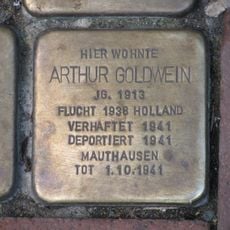 HIER WOHNTE
ARTHUR GOLDWEIN
JG. 1913
FLUCHT 1938 HOLLAND
VERHAFTET 1941
DEPORTIERT 1941
MAUTHAUSEN
TOT 1.10.1941